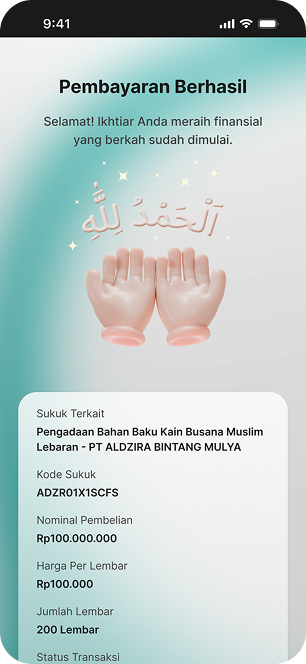 9:41
Pembayaran Berhasil
Selamat! Ikhtiar Anda meraih finansial
yang berkah sudah dimulai.
اَلْحَمْدُ لِلّٰهِ
Sukuk Terkait
Pengadaan Bahan Baku Kain Busana Muslim
Lebaran - PT ALDZIRA BINTANG MULYA
Kode Sukuk
ADZR01X1SCFS
Nominal Pembelian
Rp100.000.000
Harga Per Lembar
Rp100.000
Jumlah Lembar
200 Lembar
Status Transaksi